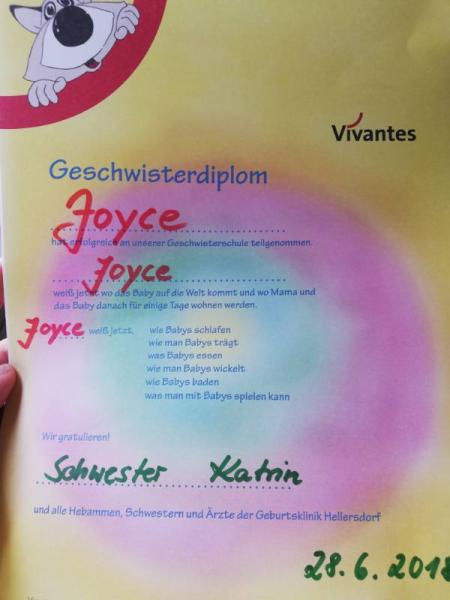 Vivantes
Geschwisterdiplom
Joyce
hat erfolgreich an unserer Geschwisterschule teilgenommen.
Joyce
weiß jetzt wo das Baby auf die Welt kommt und wo Mama und
das Baby danach für einige Tage wohnen werden.
Joyce weiß jetzt, wie Babys schlafen
wie man Babys trägt
was Babys essen
wie man Babys wickelt
wie Babys baden
was man mit Babys spielen kann
Wir gratulieren!
Schwester Katrin
und alle Hebammen, Schwestern und Ärzte der Geburtsklinik Hellersdorf
28.6.2018